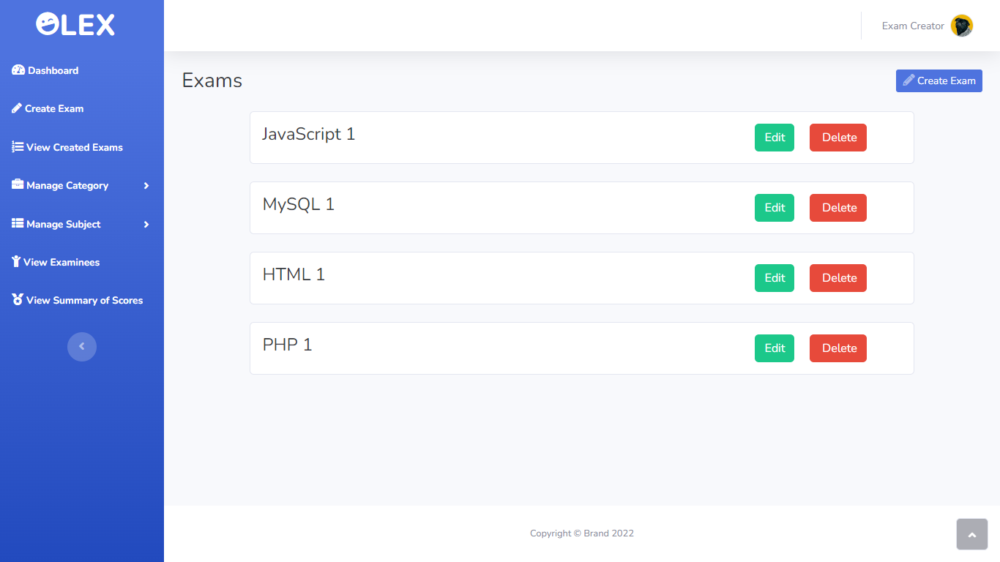 OLEX
Exam Creator
Dashboard
Create Exam
View Created Exams
Manage Category
Manage Subject
View Examinees
View Summary of Scores
Exams
Create Exam
JavaScript 1
Edit
Delete
MySQL 1
Edit
Delete
HTML 1
Edit
Delete
PHP 1
Edit
Delete
Copyright © Brand 2022